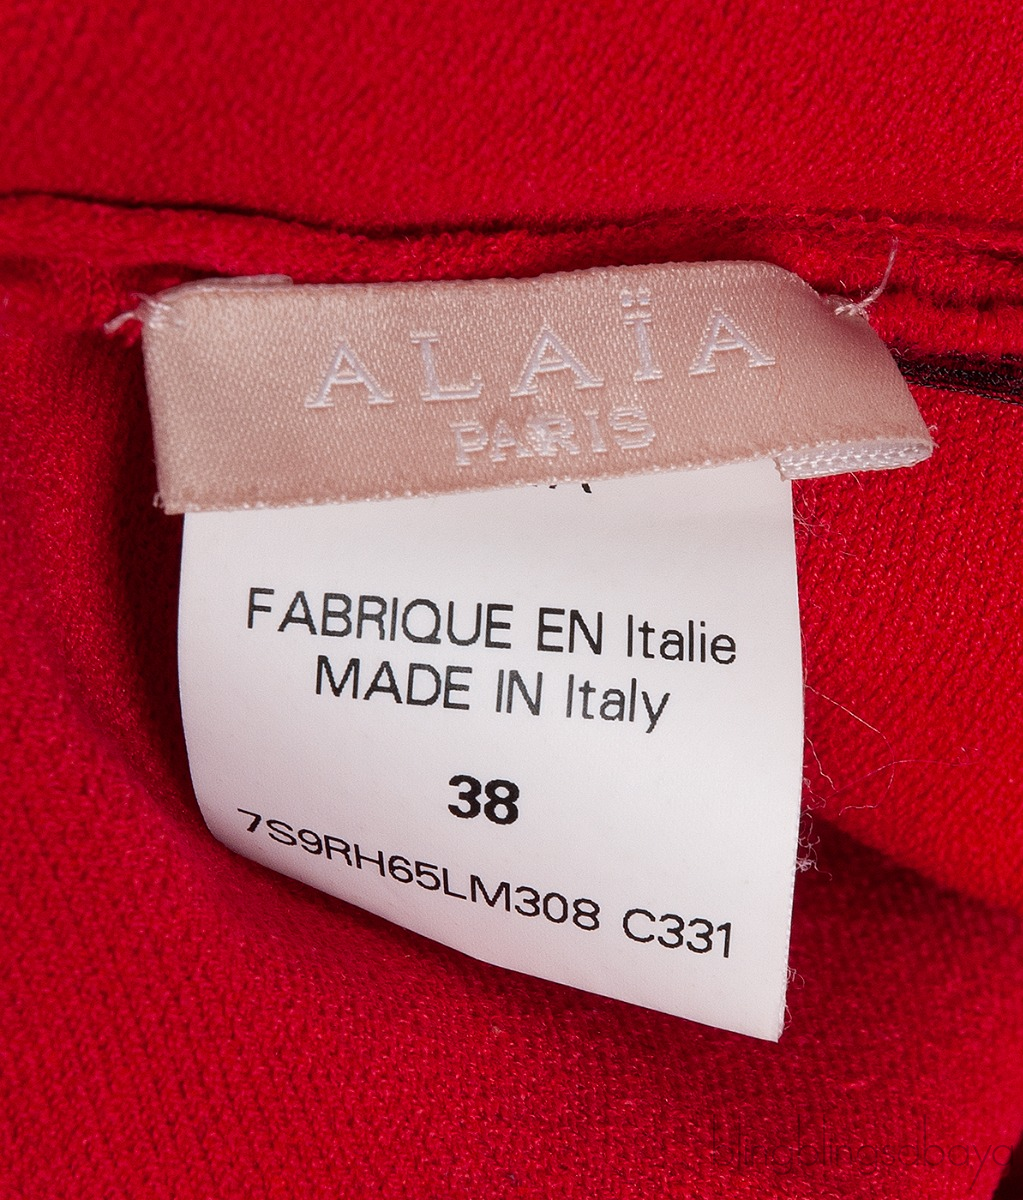 ALAÏA
PARIS
FABRIQUE EN Italie
MADE IN Italy
38
7S9RH65LM308 C331